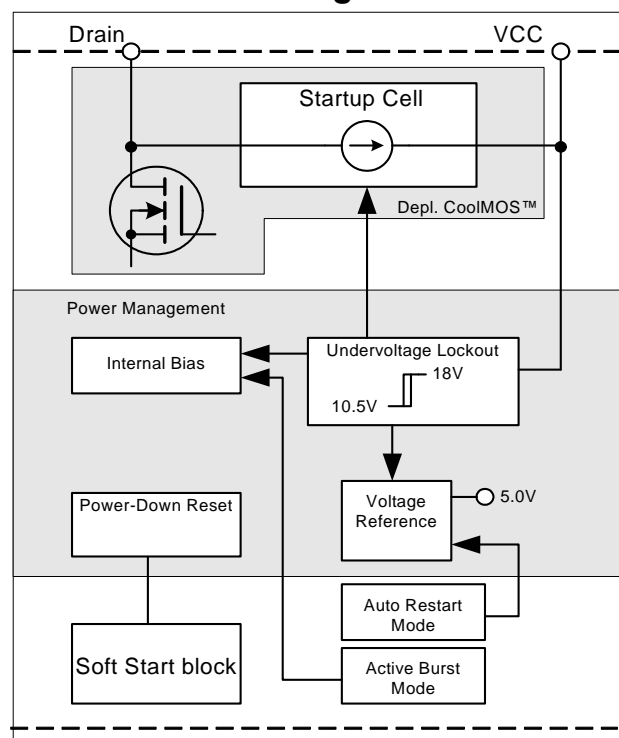 Drain
VCC
Startup Cell
Depl. CoolMOS™
Power Management
Internal Bias
Undervoltage Lockout
18V
10.5V
Power-Down Reset
Voltage
Reference
5.0V
Auto Restart
Mode
Soft Start block
Active Burst
Mode